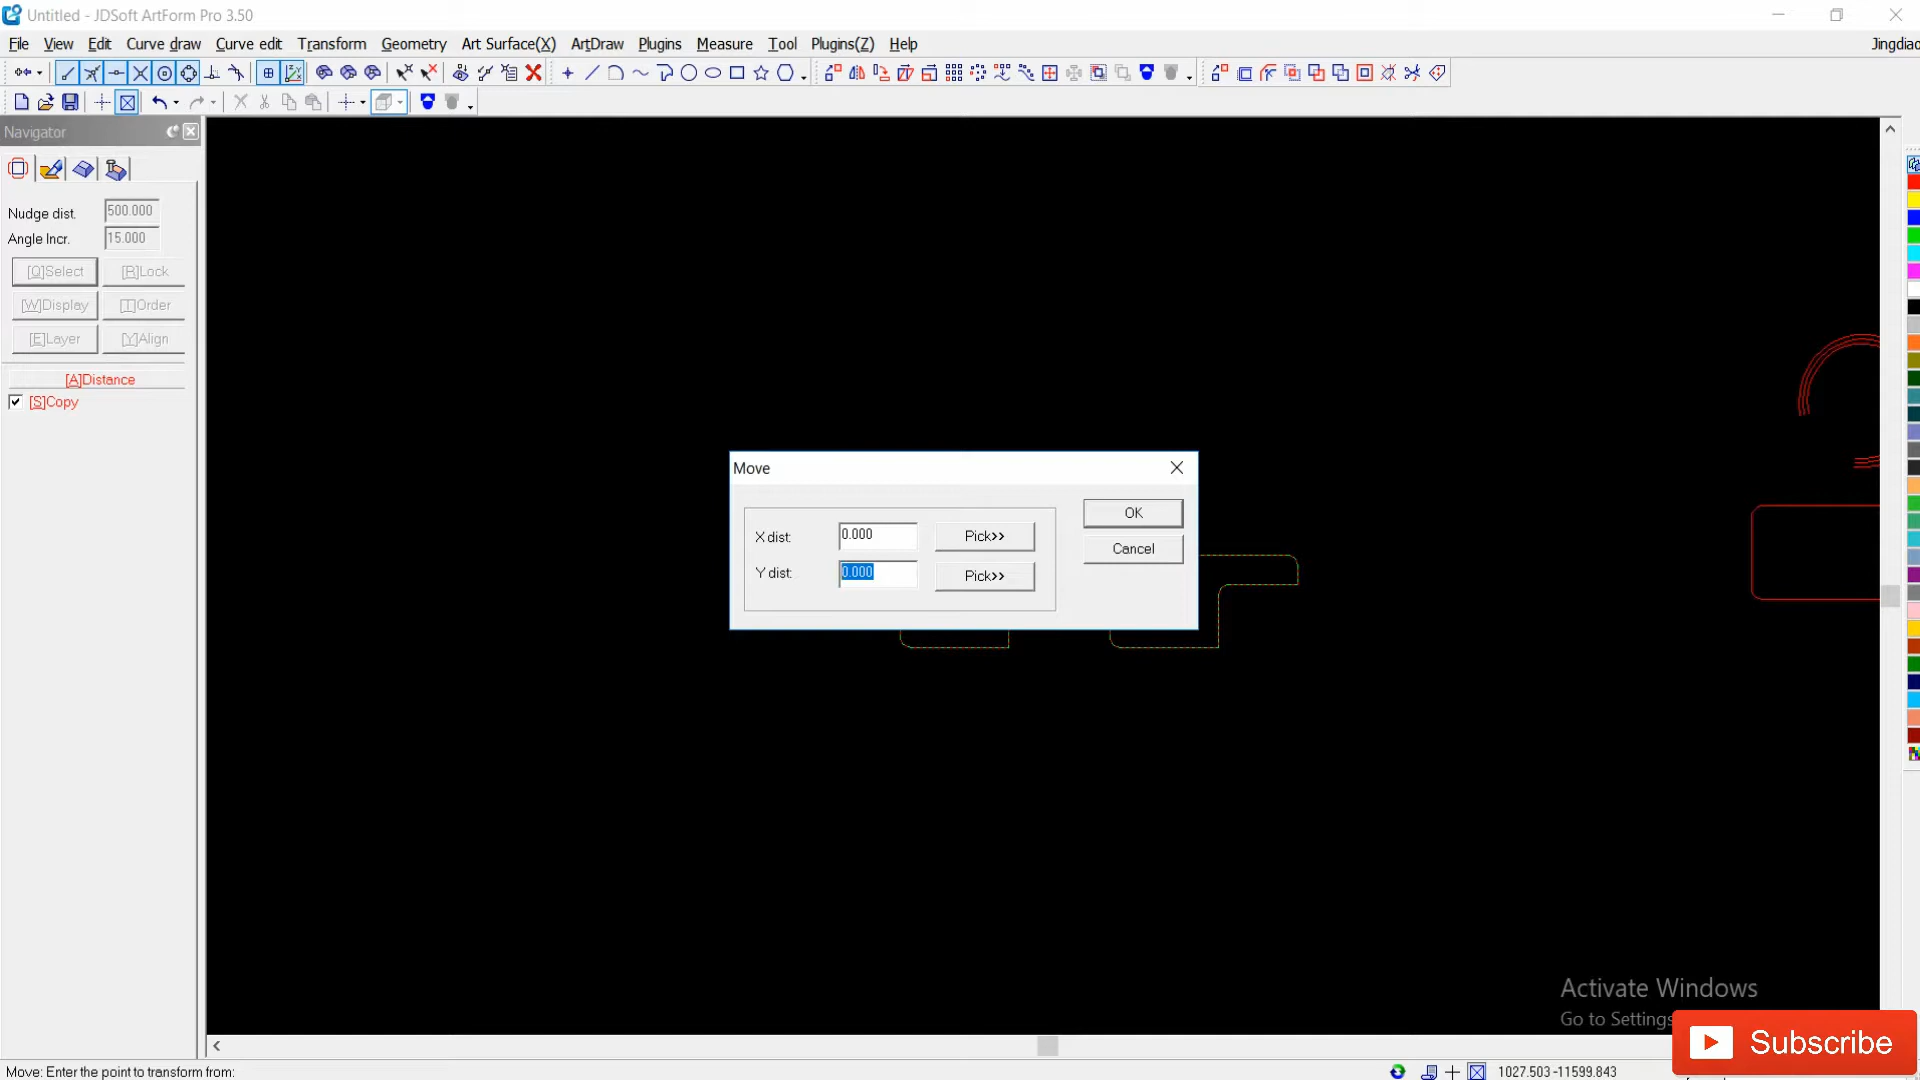 Untitled - JDSoft ArtForm Pro 3.50
File View Edit Curve draw Curve edit Transform Geometry Art Surface(X) ArtDraw Plugins Measure Tool Plugins(Z) Help Jingdiao
Navigator
Nudge dist. 500.000
Angle Incr. 15.000
[Q]Select [R]Lock
[W]Display [T]Order
[E]Layer [Y]Align
[A]Distance
[S]Copy
Move
X dist: 0.000 Pick>> OK
Y dist: 0.000 Pick>> Cancel
Activate Windows
Go to Settings
Subscribe
Move: Enter the point to transform from: 1027.503 -11599.843